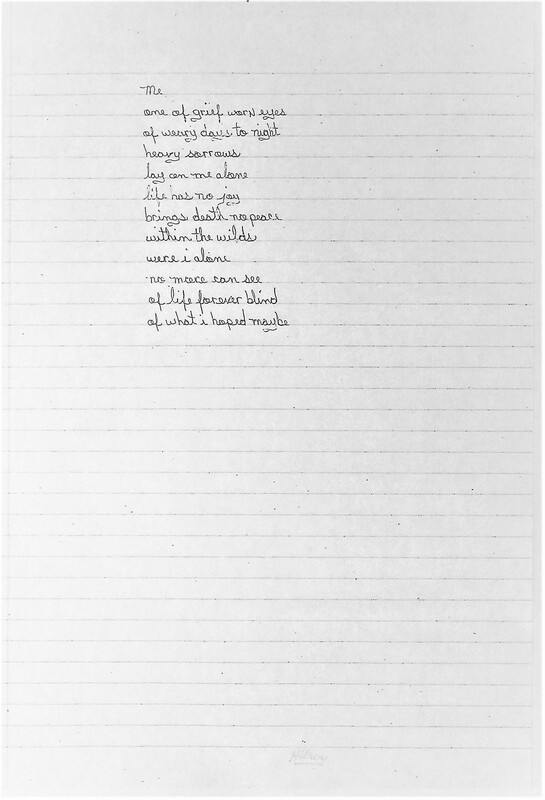 Me
one of grief worn eyes
of weary days to night
heavy sorrows
lay on me alone
life has no joy
brings death no peace
within the wilds
were i alone
no more can see
of life forever blind
of what i hoped maybe
Hilroy